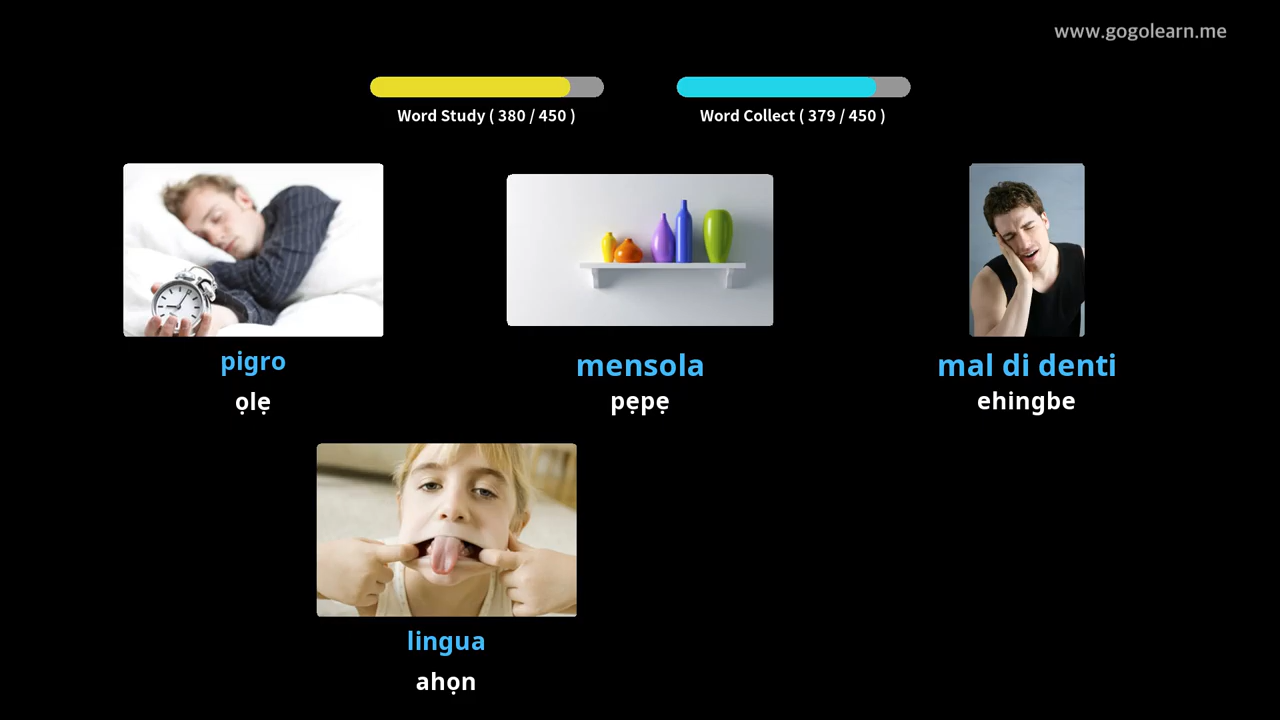 www.gogolearn.me
Word Study ( 380 / 450 )
Word Collect ( 379 / 450 )
pigro
ọlẹ
mensola
pẹpẹ
mal di denti
ehingbe
lingua
ahọn